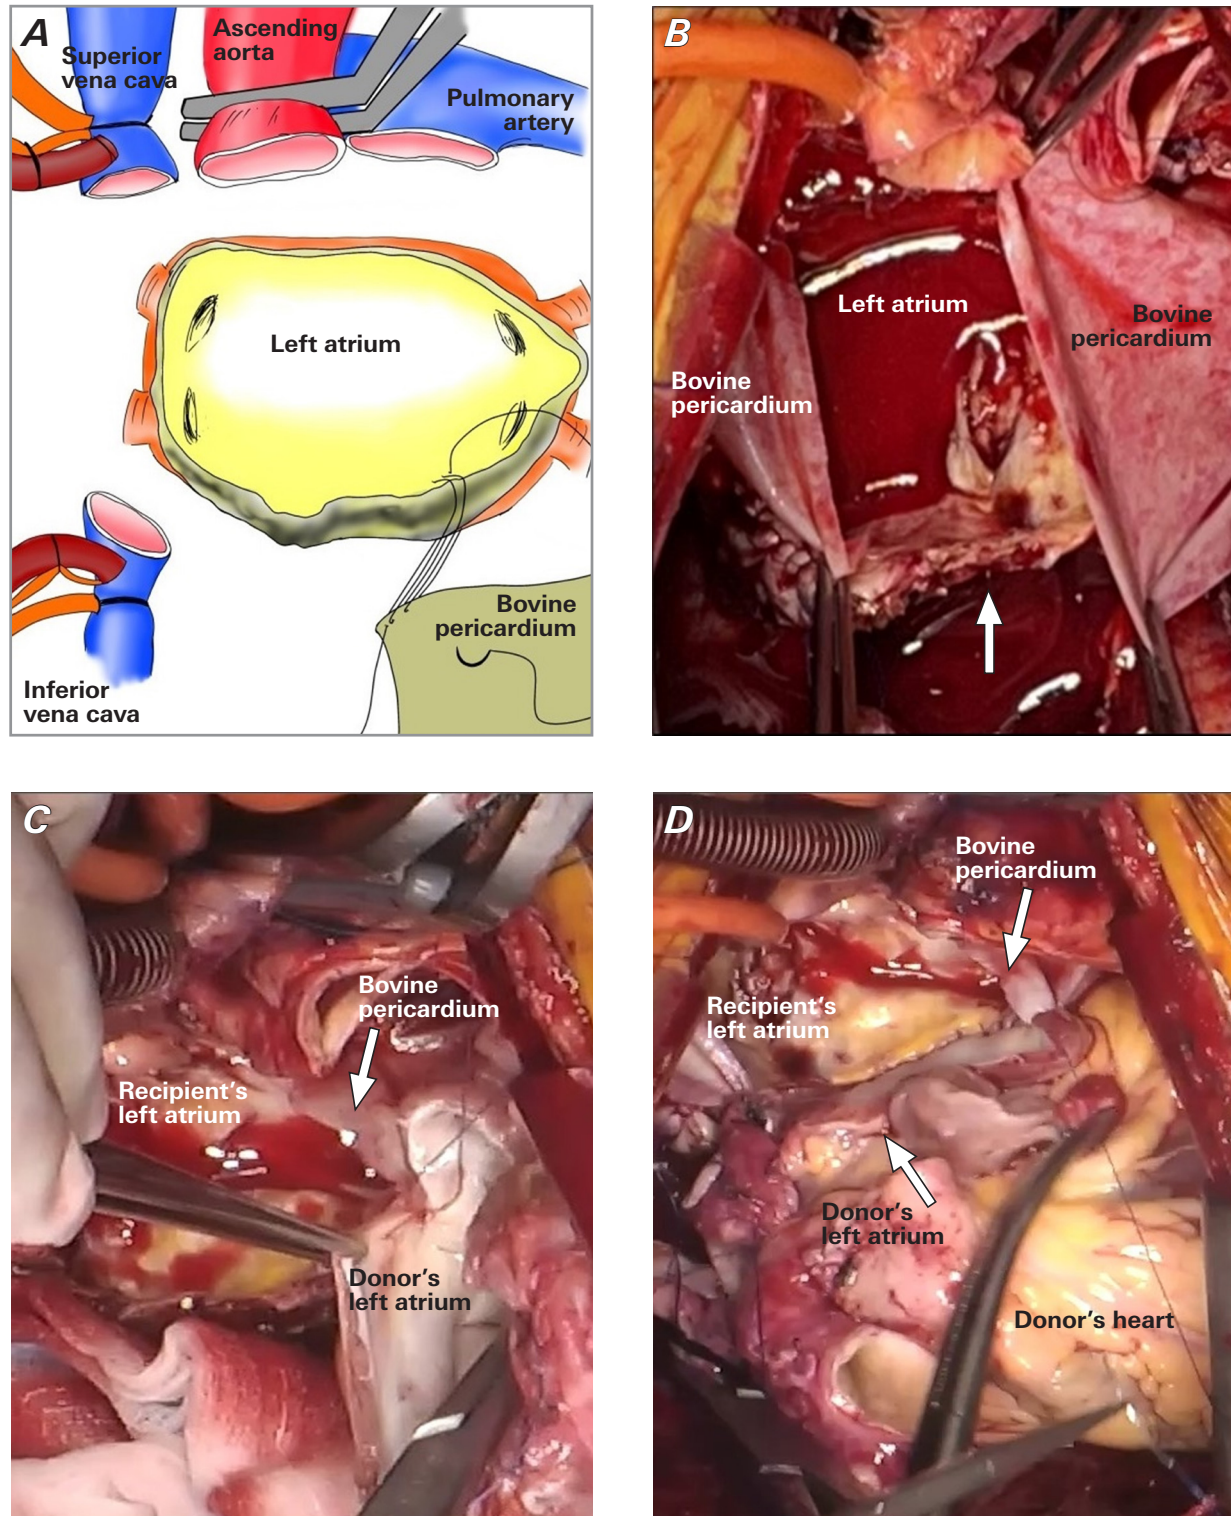 A
Superior
vena cava
Ascending
aorta
Pulmonary
artery
Left atrium
Bovine
pericardium
Inferior
vena cava
B
Left atrium
Bovine
pericardium
Bovine
pericardium
C
Bovine
pericardium
Recipient's
left atrium
Donor's
left atrium
D
Bovine
pericardium
Recipient's
left atrium
Donor's
left atrium
Donor's heart